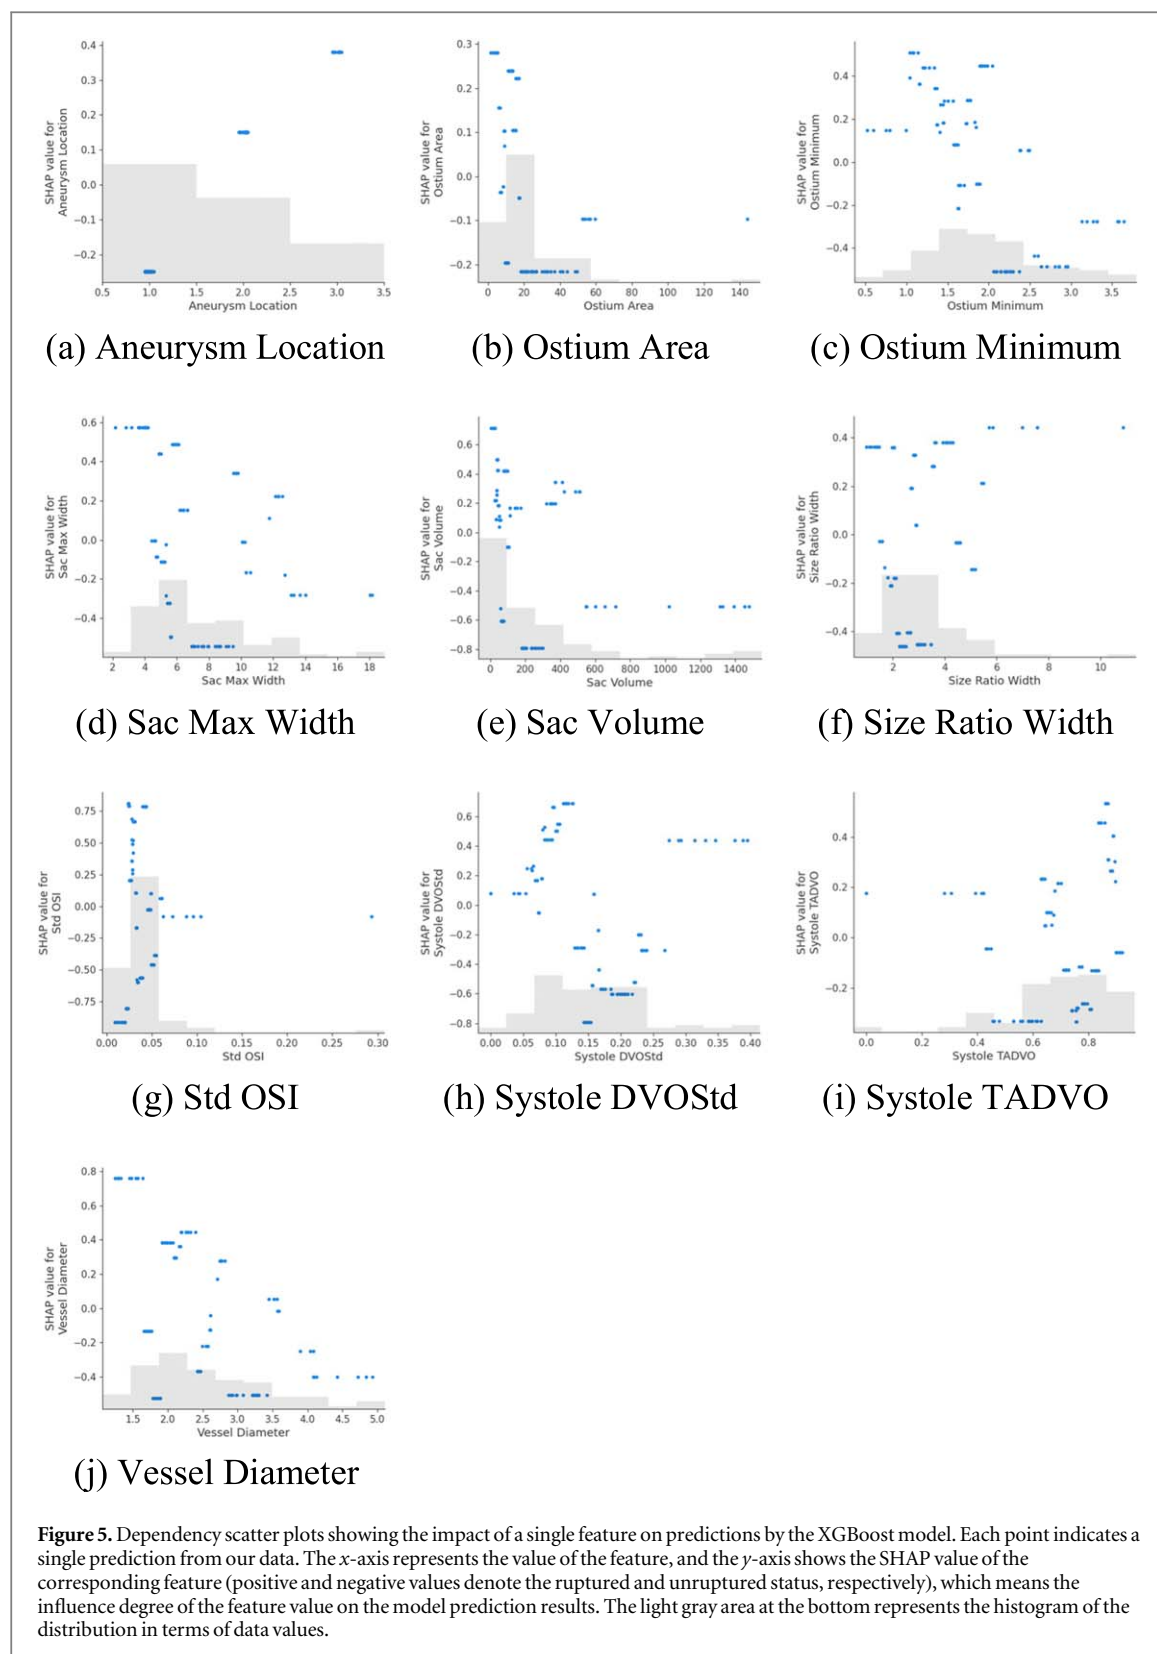 0.4
0.3
0.2
0.1
0.0
−0.1
−0.2
SHAP value for
Aneurysm Location
0.5 1.0 1.5 2.0 2.5 3.0 3.5
Aneurysm Location
(a) Aneurysm Location
0.3
0.2
0.1
0.0
−0.1
−0.2
SHAP value for
Ostium Area
0 20 40 60 80 100 120 140
Ostium Area
(b) Ostium Area
0.4
0.2
0.0
−0.2
−0.4
SHAP value for
Ostium Minimum
0.5 1.0 1.5 2.0 2.5 3.0 3.5
Ostium Minimum
(c) Ostium Minimum
0.6
0.4
0.2
0.0
−0.2
−0.4
SHAP value for
Sac Max Width
2 4 6 8 10 12 14 16 18
Sac Max Width
(d) Sac Max Width
0.6
0.4
0.2
0.0
−0.2
−0.4
−0.6
−0.8
SHAP value for
Sac Volume
0 200 400 600 800 1000 1200 1400
Sac Volume
(e) Sac Volume
0.4
0.2
0.0
−0.2
−0.4
SHAP value for
Size Ratio Width
2 4 6 8 10
Size Ratio Width
(f) Size Ratio Width
0.75
0.50
0.25
0.00
−0.25
−0.50
−0.75
SHAP value for
Std OSI
0.00 0.05 0.10 0.15 0.20 0.25 0.30
Std OSI
(g) Std OSI
0.6
0.4
0.2
0.0
−0.2
−0.4
−0.6
−0.8
SHAP value for
Systole DVOStd
0.00 0.05 0.10 0.15 0.20 0.25 0.30 0.35 0.40
Systole DVOStd
(h) Systole DVOStd
0.4
0.2
0.0
−0.2
SHAP value for
Systole TADVO
0.0 0.2 0.4 0.6 0.8
Systole TADVO
(i) Systole TADVO
0.8
0.6
0.4
0.2
0.0
−0.2
−0.4
SHAP value for
Vessel Diameter
1.5 2.0 2.5 3.0 3.5 4.0 4.5 5.0
Vessel Diameter
(j) Vessel Diameter
Figure 5. Dependency scatter plots showing the impact of a single feature on predictions by the XGBoost model. Each point indicates a
single prediction from our data. The x-axis represents the value of the feature, and the y-axis shows the SHAP value of the
corresponding feature (positive and negative values denote the ruptured and unruptured status, respectively), which means the
influence degree of the feature value on the model prediction results. The light gray area at the bottom represents the histogram of the
distribution in terms of data values.